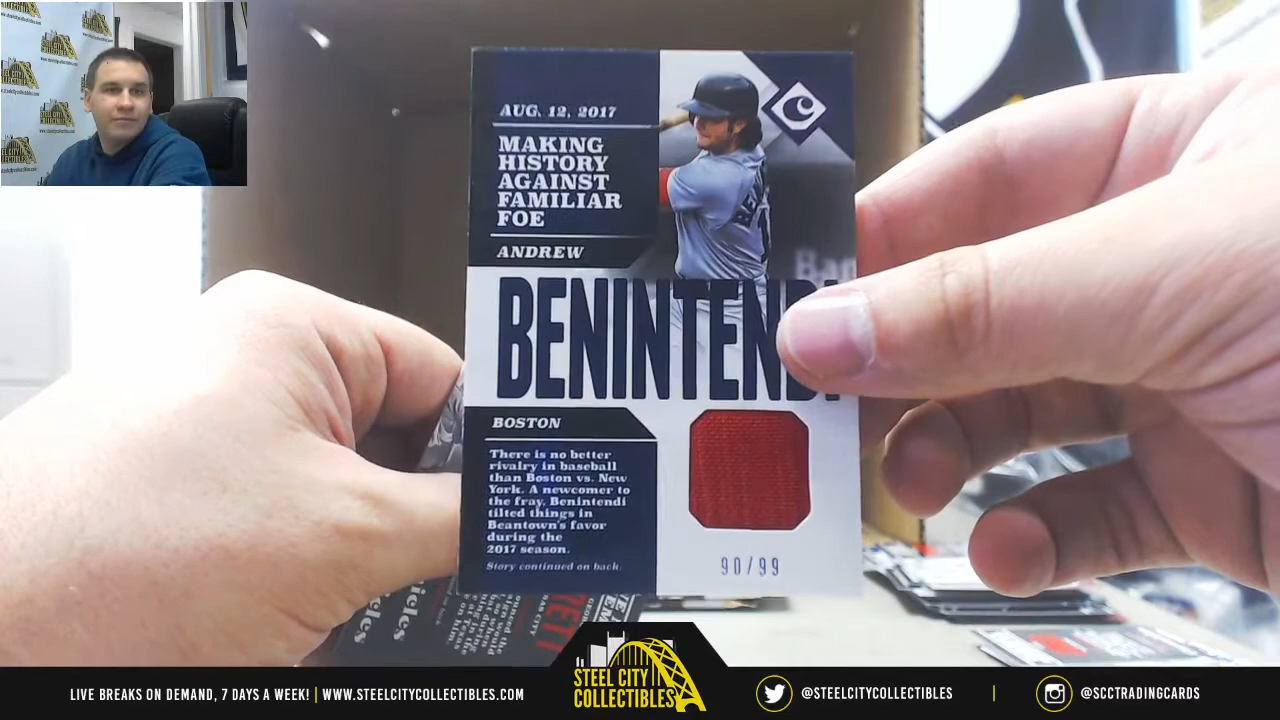 AUG. 12, 2017
MAKING
HISTORY
AGAINST
FAMILIAR
FOE
ANDREW
BENINTENDI
BOSTON
There is no better
rivalry in baseball
than Boston vs. New
York. A newcomer to
the fray, Benintendi
tilted things in
Beantown's favor
during the
2017 season.
Story continued on back.
90/99
STEEL CITY
COLLECTIBLES
LIVE BREAKS ON DEMAND, 7 DAYS A WEEK! | WWW.STEELCITYCOLLECTIBLES.COM
@STEELCITYCOLLECTIBLES
@SCCTRADINGCARDS